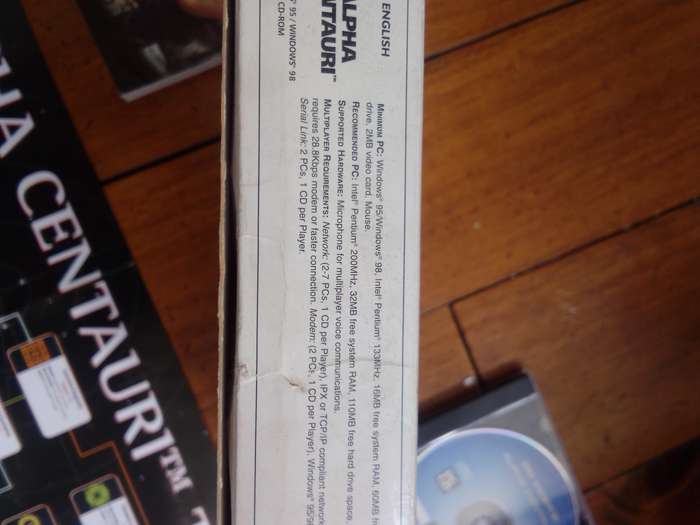 ENGLISH
ALPHA
NTAURI™
95 / WINDOWS® 98
CD-ROM
MINIMUM PC: Windows® 95/Windows® 98, Intel® Pentium® 133MHz, 16MB free system RAM, 60MB
drive, 2MB video card, Mouse.
RECOMMENDED PC: Intel® Pentium® 200MHz, 32MB free system RAM, 110MB free hard drive space.
SUPPORTED HARDWARE: Microphone for multiplayer voice communications.
MULTIPLAYER REQUIREMENTS: Network: (2-7 PCs, 1 CD per Player), IPX or TCP/IP compliant network
requires 28.8Kbps modem or faster connection. Modem: (2 PCs, 1 CD per Player), Windows® 95/98
Serial Link: 2 PCs, 1 CD per Player.
HA CENTAURI™ T